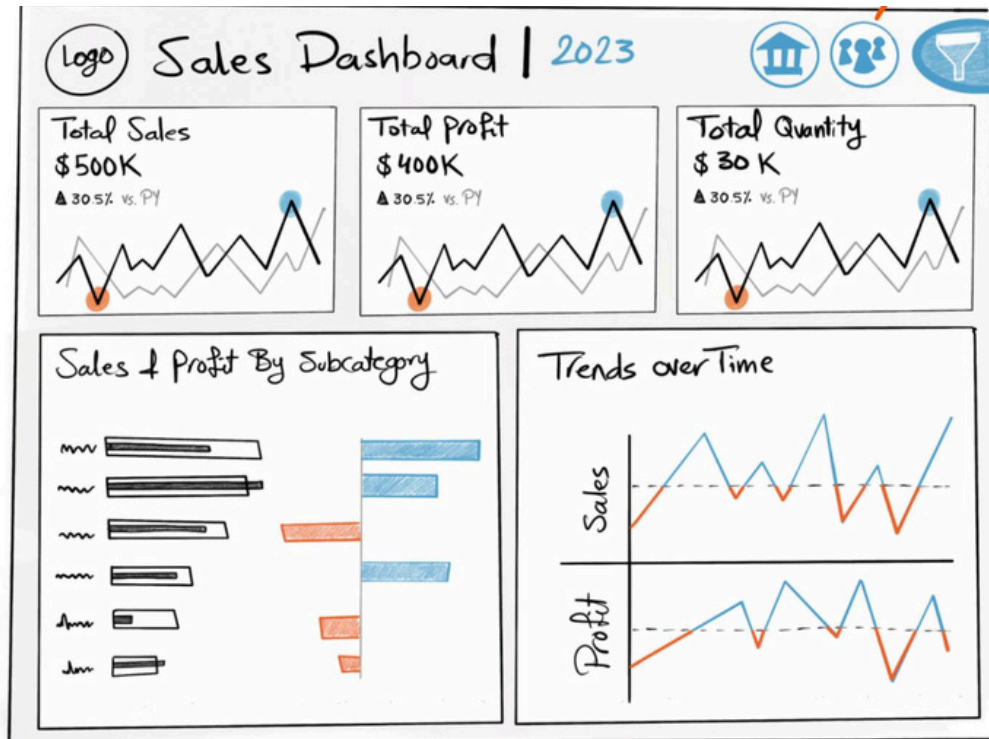 Logo
Sales Dashboard | 2023
Total Sales
$500K
▲ 30.5% vs. PY
Total Profit
$400K
▲ 30.5% vs. PY
Total Quantity
$30K
▲ 30.5% vs. PY
Sales & Profit By Subcategory
Trends over Time
Sales
Profit